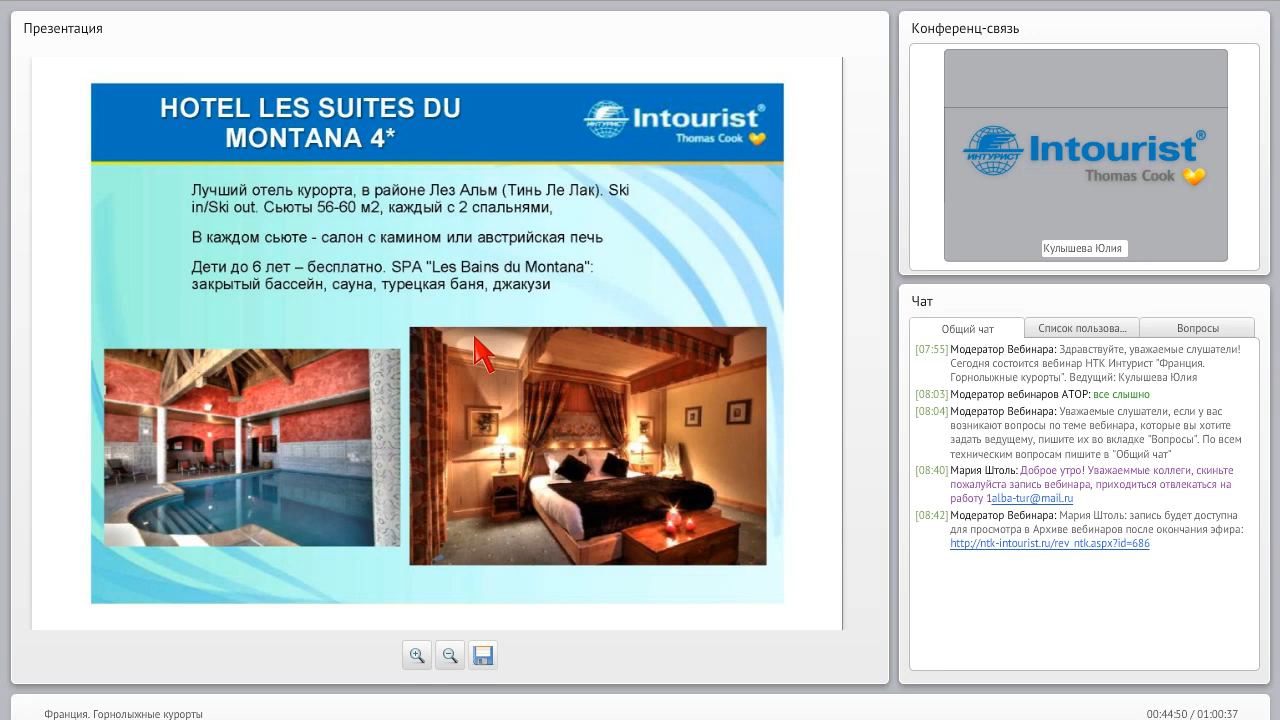 Презентация
HOTEL LES SUITES DU
MONTANA 4*
ИНТУРИСТ Intourist®
Thomas Cook
Лучший отель курорта, в районе Лез Альм (Тинь Ле Лак). Ski
in/Ski out. Сьюты 56-60 м2, каждый с 2 спальнями,
В каждом сьюте - салон с камином или австрийская печь
Дети до 6 лет – бесплатно. SPA "Les Bains du Montana":
закрытый бассейн, сауна, турецкая баня, джакузи
Конференц-связь
ИНТУРИСТ Intourist®
Thomas Cook
Кулышева Юлия
Чат
Общий чат Список пользова... Вопросы
[07:55] Модератор Вебинара: Здравствуйте, уважаемые слушатели!
Сегодня состоится вебинар НТК Интурист "Франция.
Горнолыжные курорты". Ведущий: Кулышева Юлия
[08:03] Модератор вебинаров АТОР: все слышно
[08:04] Модератор Вебинара: Уважаемые слушатели, если у вас
возникают вопросы по теме вебинара, которые вы хотите
задать ведущему, пишите их во вкладке "Вопросы". По всем
техническим вопросам пишите в "Общий чат"
[08:40] Мария Штоль: Доброе утро! Уважаеммые коллеги, скиньте
пожалуйста запись вебинара, приходиться отвлекаться на
работу 1alba-tur@mail.ru
[08:42] Модератор Вебинара: Мария Штоль: запись будет доступна
для просмотра в Архиве вебинаров после окончания эфира:
http://ntk-intourist.ru/rev_ntk.aspx?id=686
Франция. Горнолыжные курорты
00:44:50 / 01:00:37